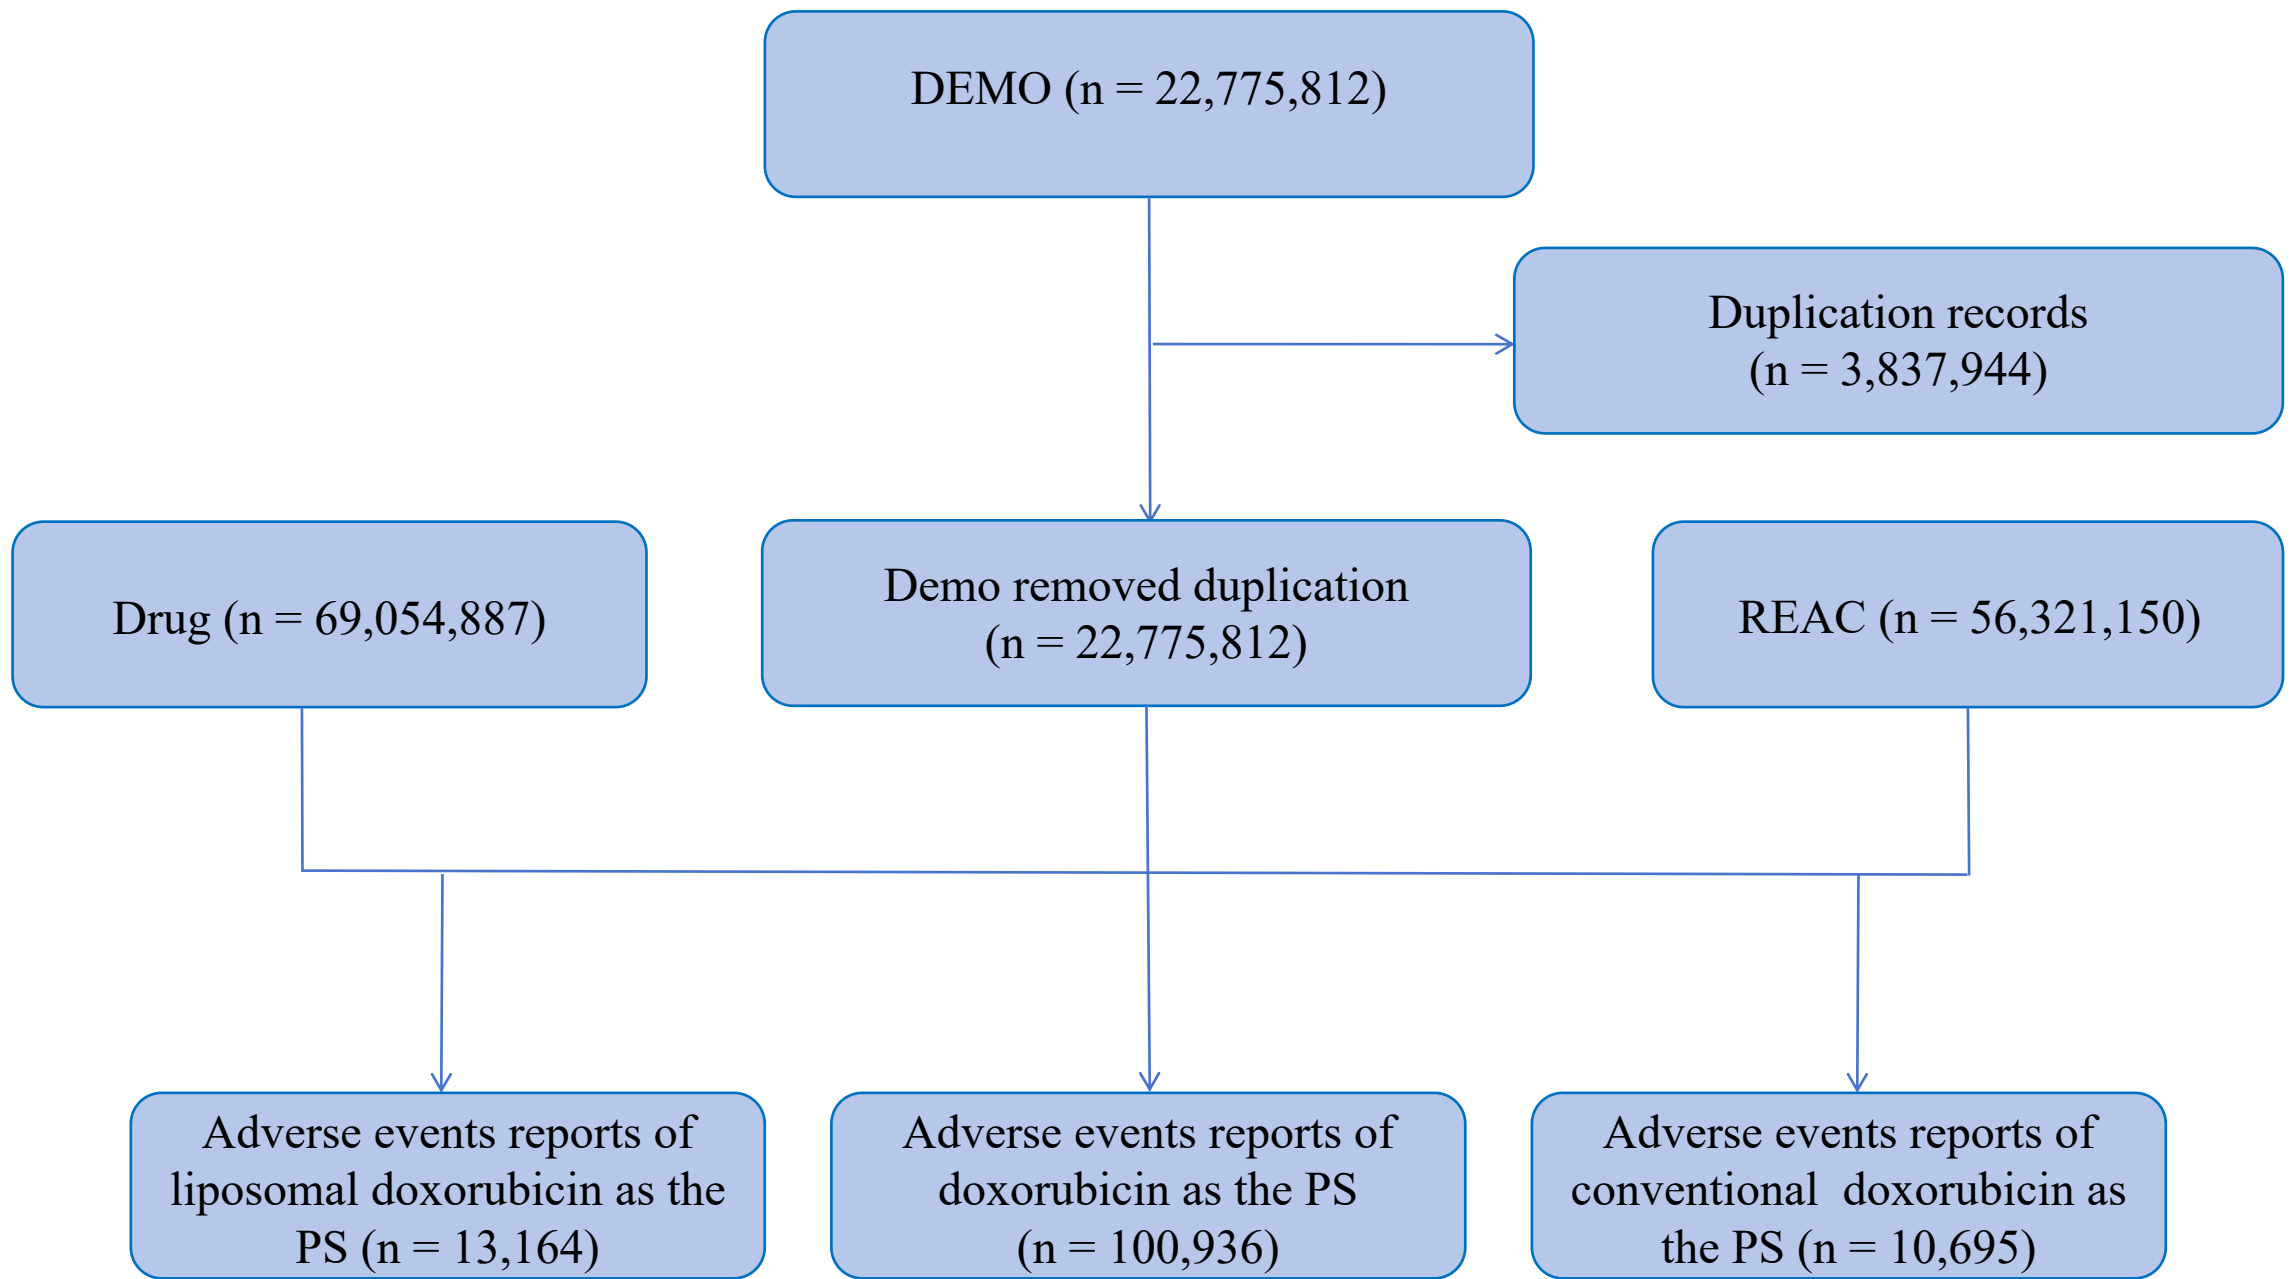 DEMO (n = 22,775,812)
Duplication records
(n = 3,837,944)
Drug (n = 69,054,887)
Demo removed duplication
(n = 22,775,812)
REAC (n = 56,321,150)
Adverse events reports of
liposomal doxorubicin as the
PS (n = 13,164)
Adverse events reports of
doxorubicin as the PS
(n = 100,936)
Adverse events reports of
conventional  doxorubicin as
the PS (n = 10,695)